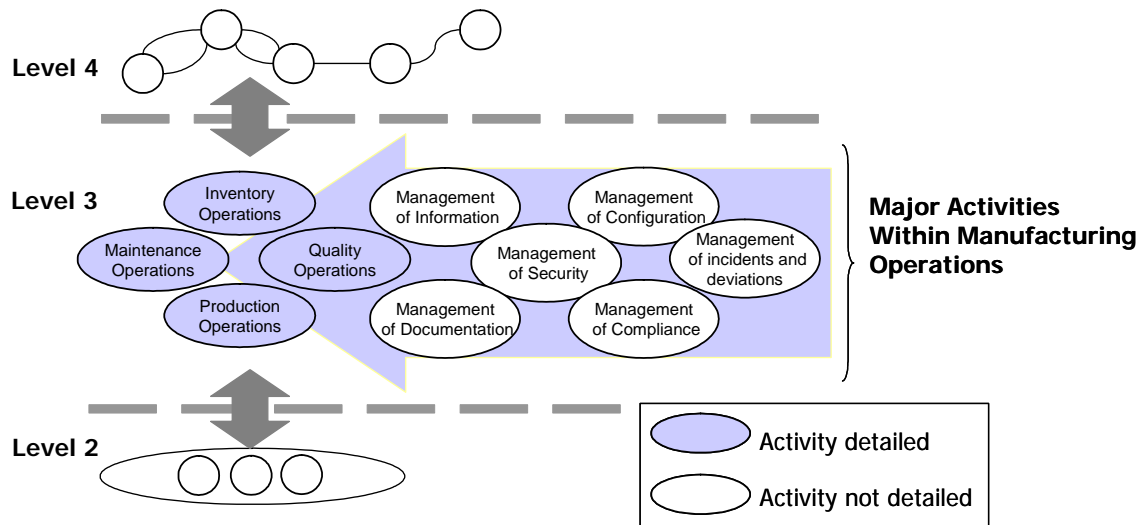 Level 4
Level 3
Inventory
Operations
Maintenance
Operations
Quality
Operations
Production
Operations
Management
of Information
Management
of Configuration
Management
of Security
Management
of incidents and
deviations
Management
of Documentation
Management
of Compliance
Major Activities
Within Manufacturing
Operations
Level 2
Activity detailed
Activity not detailed